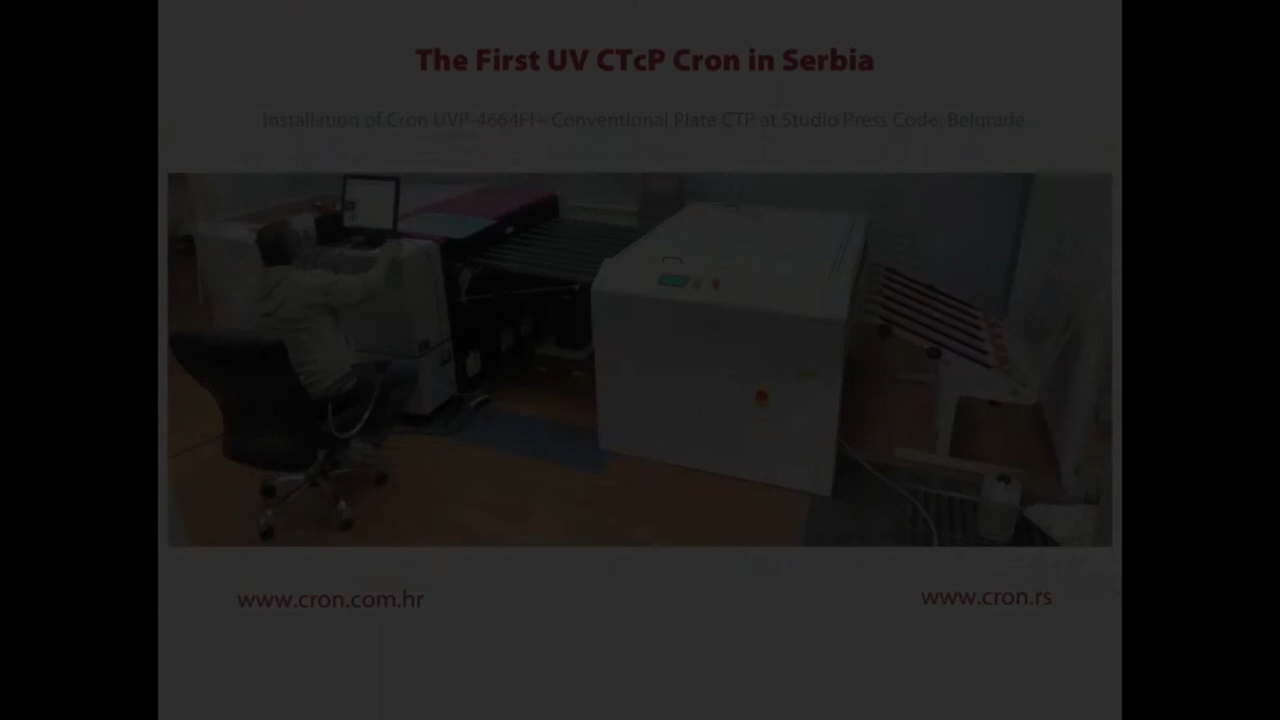 The First UV CTcP Cron in Serbia
Installation of Cron UVP-4664FI+ Conventional Plate CTP at Studio Press Code, Belgrade
www.cron.com.hr
www.cron.rs